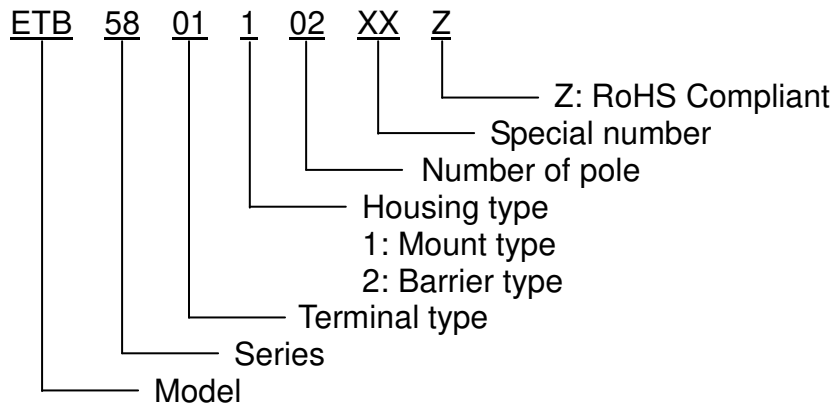 ETB 58 01 1 02 XX Z
Z: RoHS Compliant
Special number
Number of pole
Housing type
1: Mount type
2: Barrier type
Terminal type
Series
Model